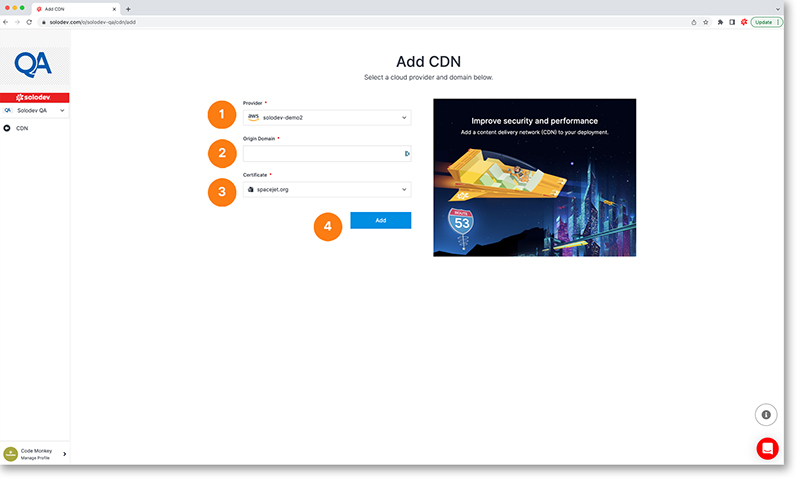 Add CDN
solodev.com/o/solodev-qa/cdn/add
Update
QA
solodev
QA Solodev QA
CDN
Add CDN
Select a cloud provider and domain below.
1
Provider *
aws solodev-demo2
2
Origin Domain *
3
Certificate *
spacejet.org
4
Add
Improve security and performance
Add a content delivery network (CDN) to your deployment.
ROUTE
53
Code Monkey
Manage Profile